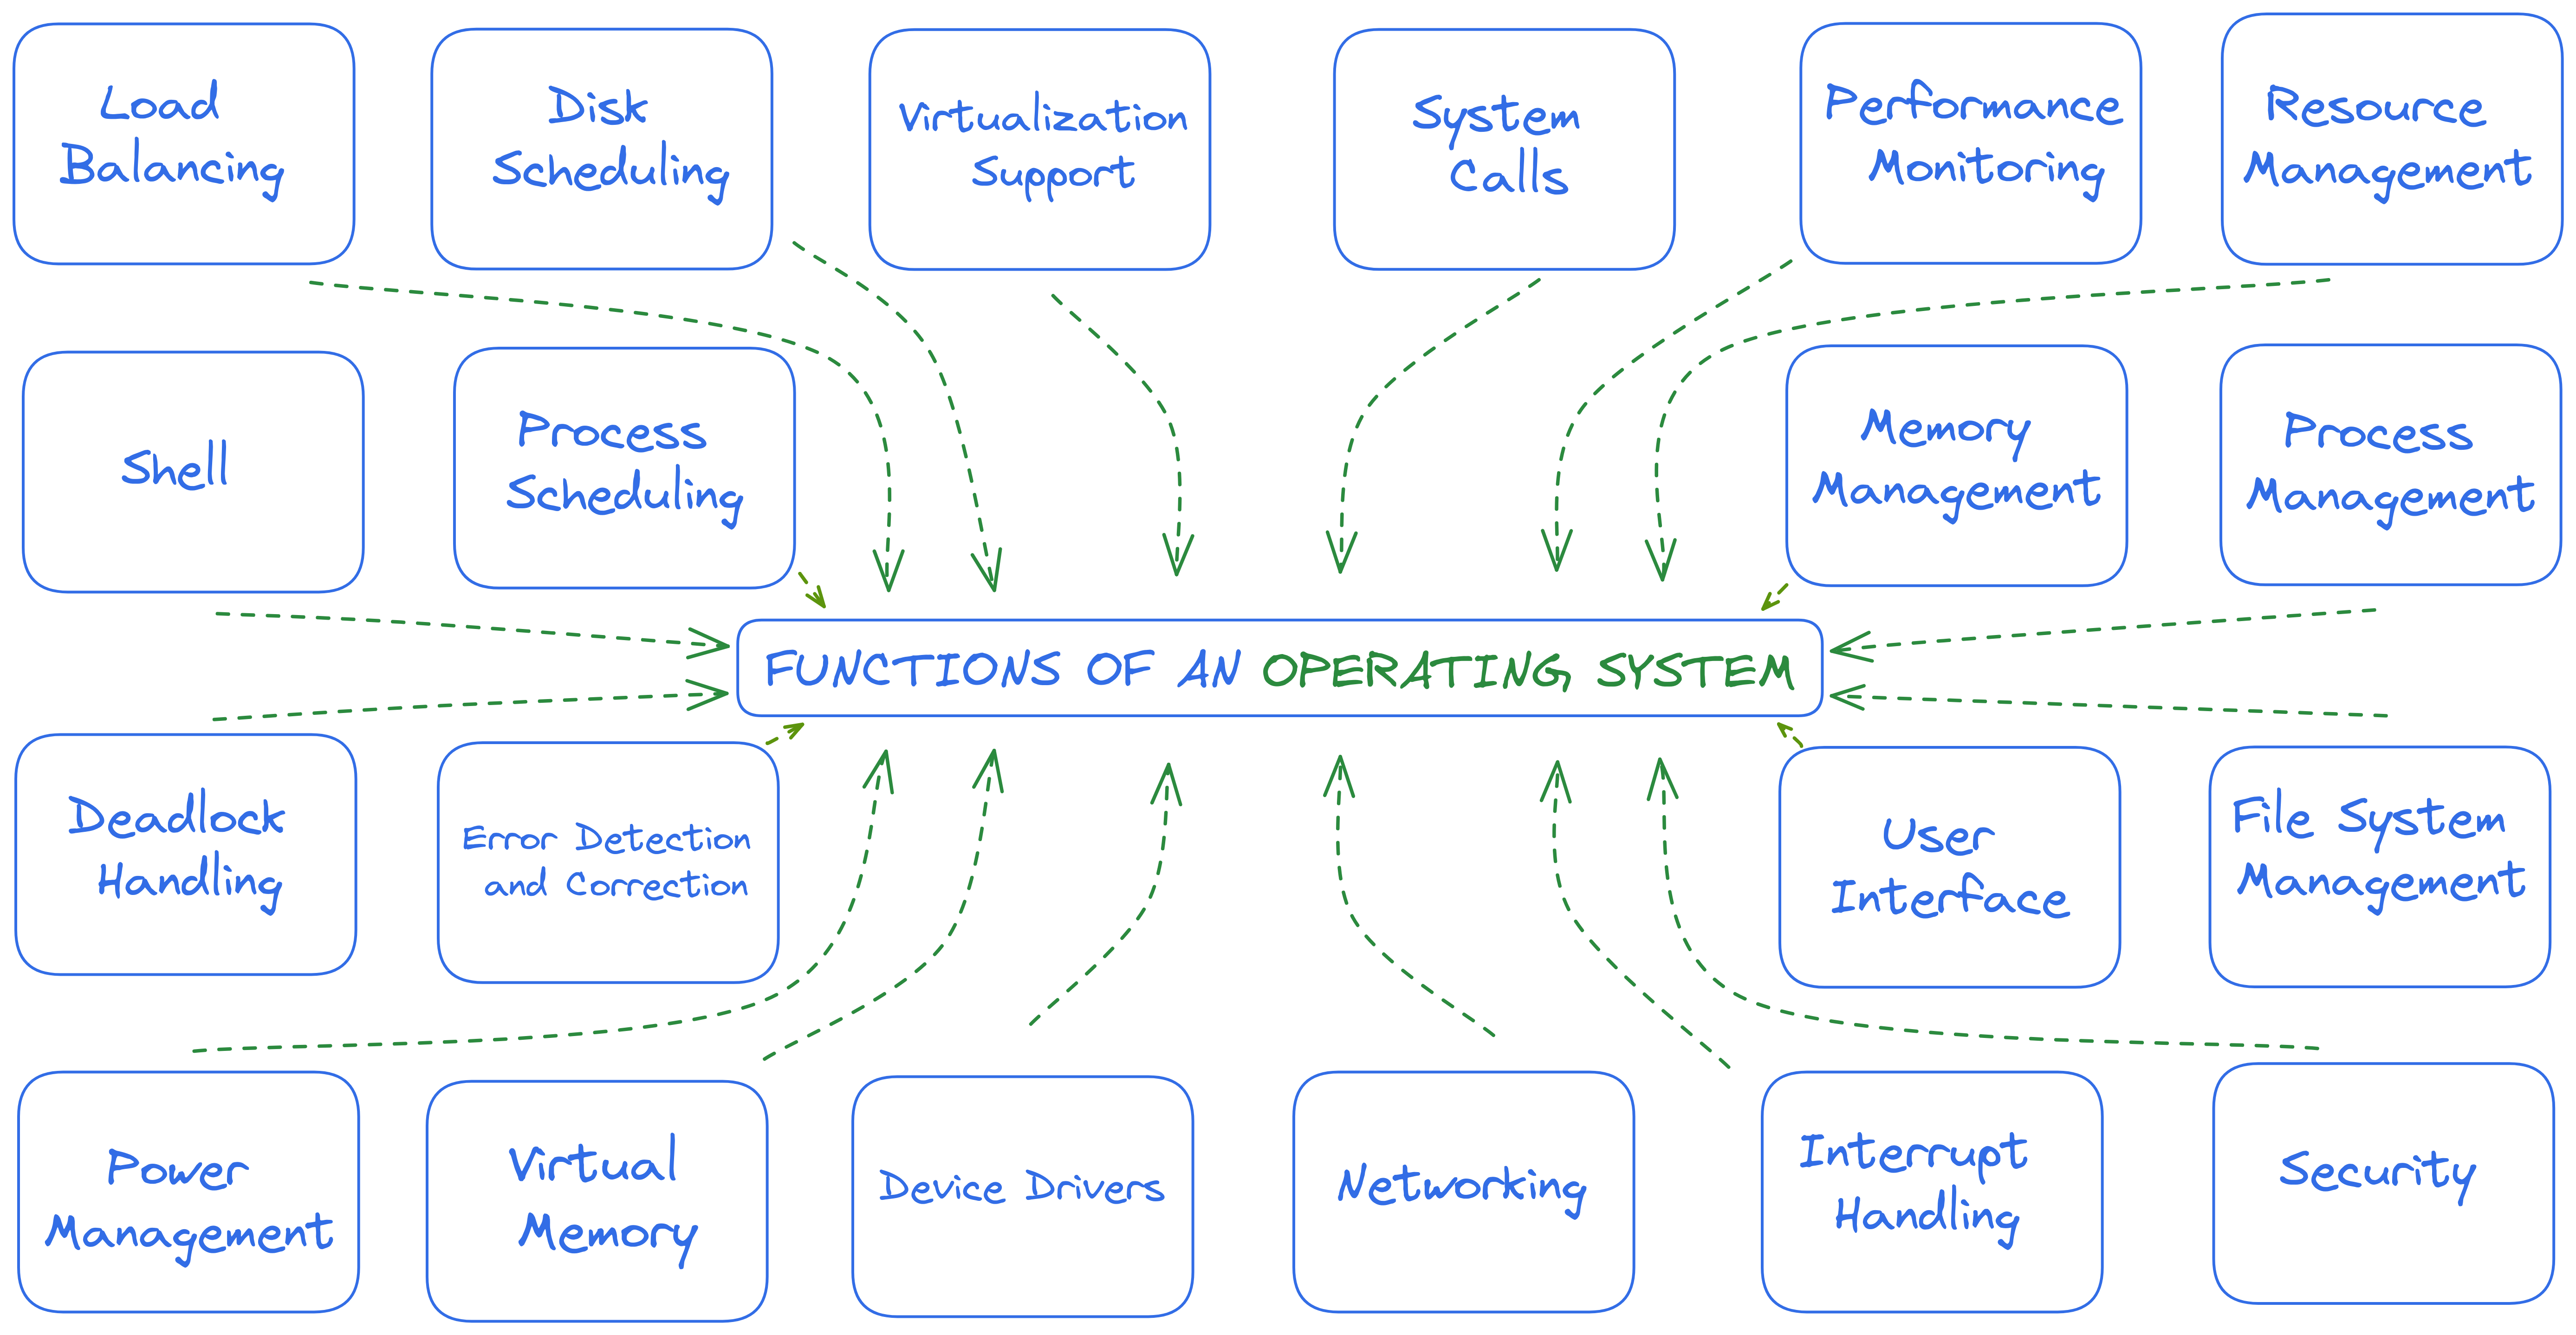 Load
Balancing
Disk
Scheduling
Virtualization
Support
System
Calls
Performance
Monitoring
Resource
Management
Shell
Process
Scheduling
Memory
Management
Process
Management
FUNCTIONS OF AN OPERATING SYSTEM
Deadlock
Handling
Error Detection
and Correction
User
Interface
File System
Management
Power
Management
Virtual
Memory
Device Drivers
Networking
Interrupt
Handling
Security